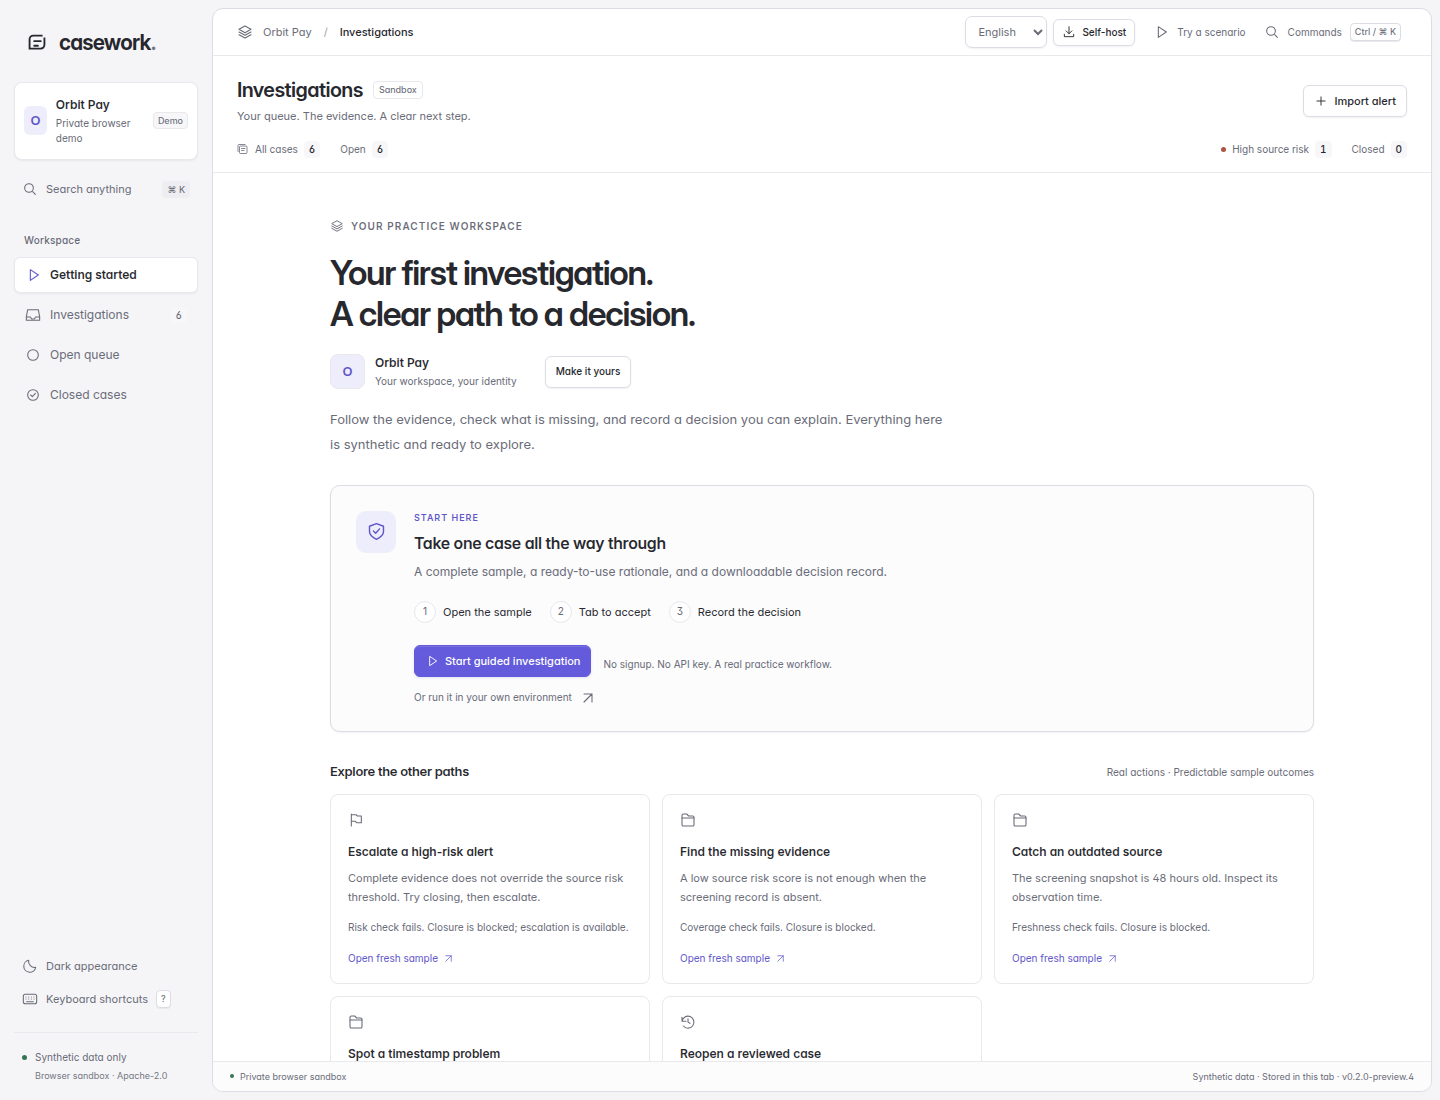 casework.
O
Orbit Pay
Private browser
demo
Demo
Search anything
⌘ K
Workspace
Getting started
Investigations 6
Open queue
Closed cases
Dark appearance
Keyboard shortcuts ?
Synthetic data only
Browser sandbox · Apache-2.0
Orbit Pay / Investigations
English
Self-host
Try a scenario
Commands Ctrl / ⌘ K
Investigations Sandbox
Your queue. The evidence. A clear next step.
Import alert
All cases 6
Open 6
High source risk 1
Closed 0
YOUR PRACTICE WORKSPACE
Your first investigation.
A clear path to a decision.
O
Orbit Pay
Your workspace, your identity
Make it yours
Follow the evidence, check what is missing, and record a decision you can explain. Everything here
is synthetic and ready to explore.
START HERE
Take one case all the way through
A complete sample, a ready-to-use rationale, and a downloadable decision record.
1 Open the sample
2 Tab to accept
3 Record the decision
Start guided investigation
No signup. No API key. A real practice workflow.
Or run it in your own environment
Explore the other paths
Real actions · Predictable sample outcomes
Escalate a high-risk alert
Complete evidence does not override the source risk
threshold. Try closing, then escalate.
Risk check fails. Closure is blocked; escalation is available.
Open fresh sample
Find the missing evidence
A low source risk score is not enough when the
screening record is absent.
Coverage check fails. Closure is blocked.
Open fresh sample
Catch an outdated source
The screening snapshot is 48 hours old. Inspect its
observation time.
Freshness check fails. Closure is blocked.
Open fresh sample
Spot a timestamp problem
Reopen a reviewed case
Private browser sandbox
Synthetic data · Stored in this tab · v0.2.0-preview.4